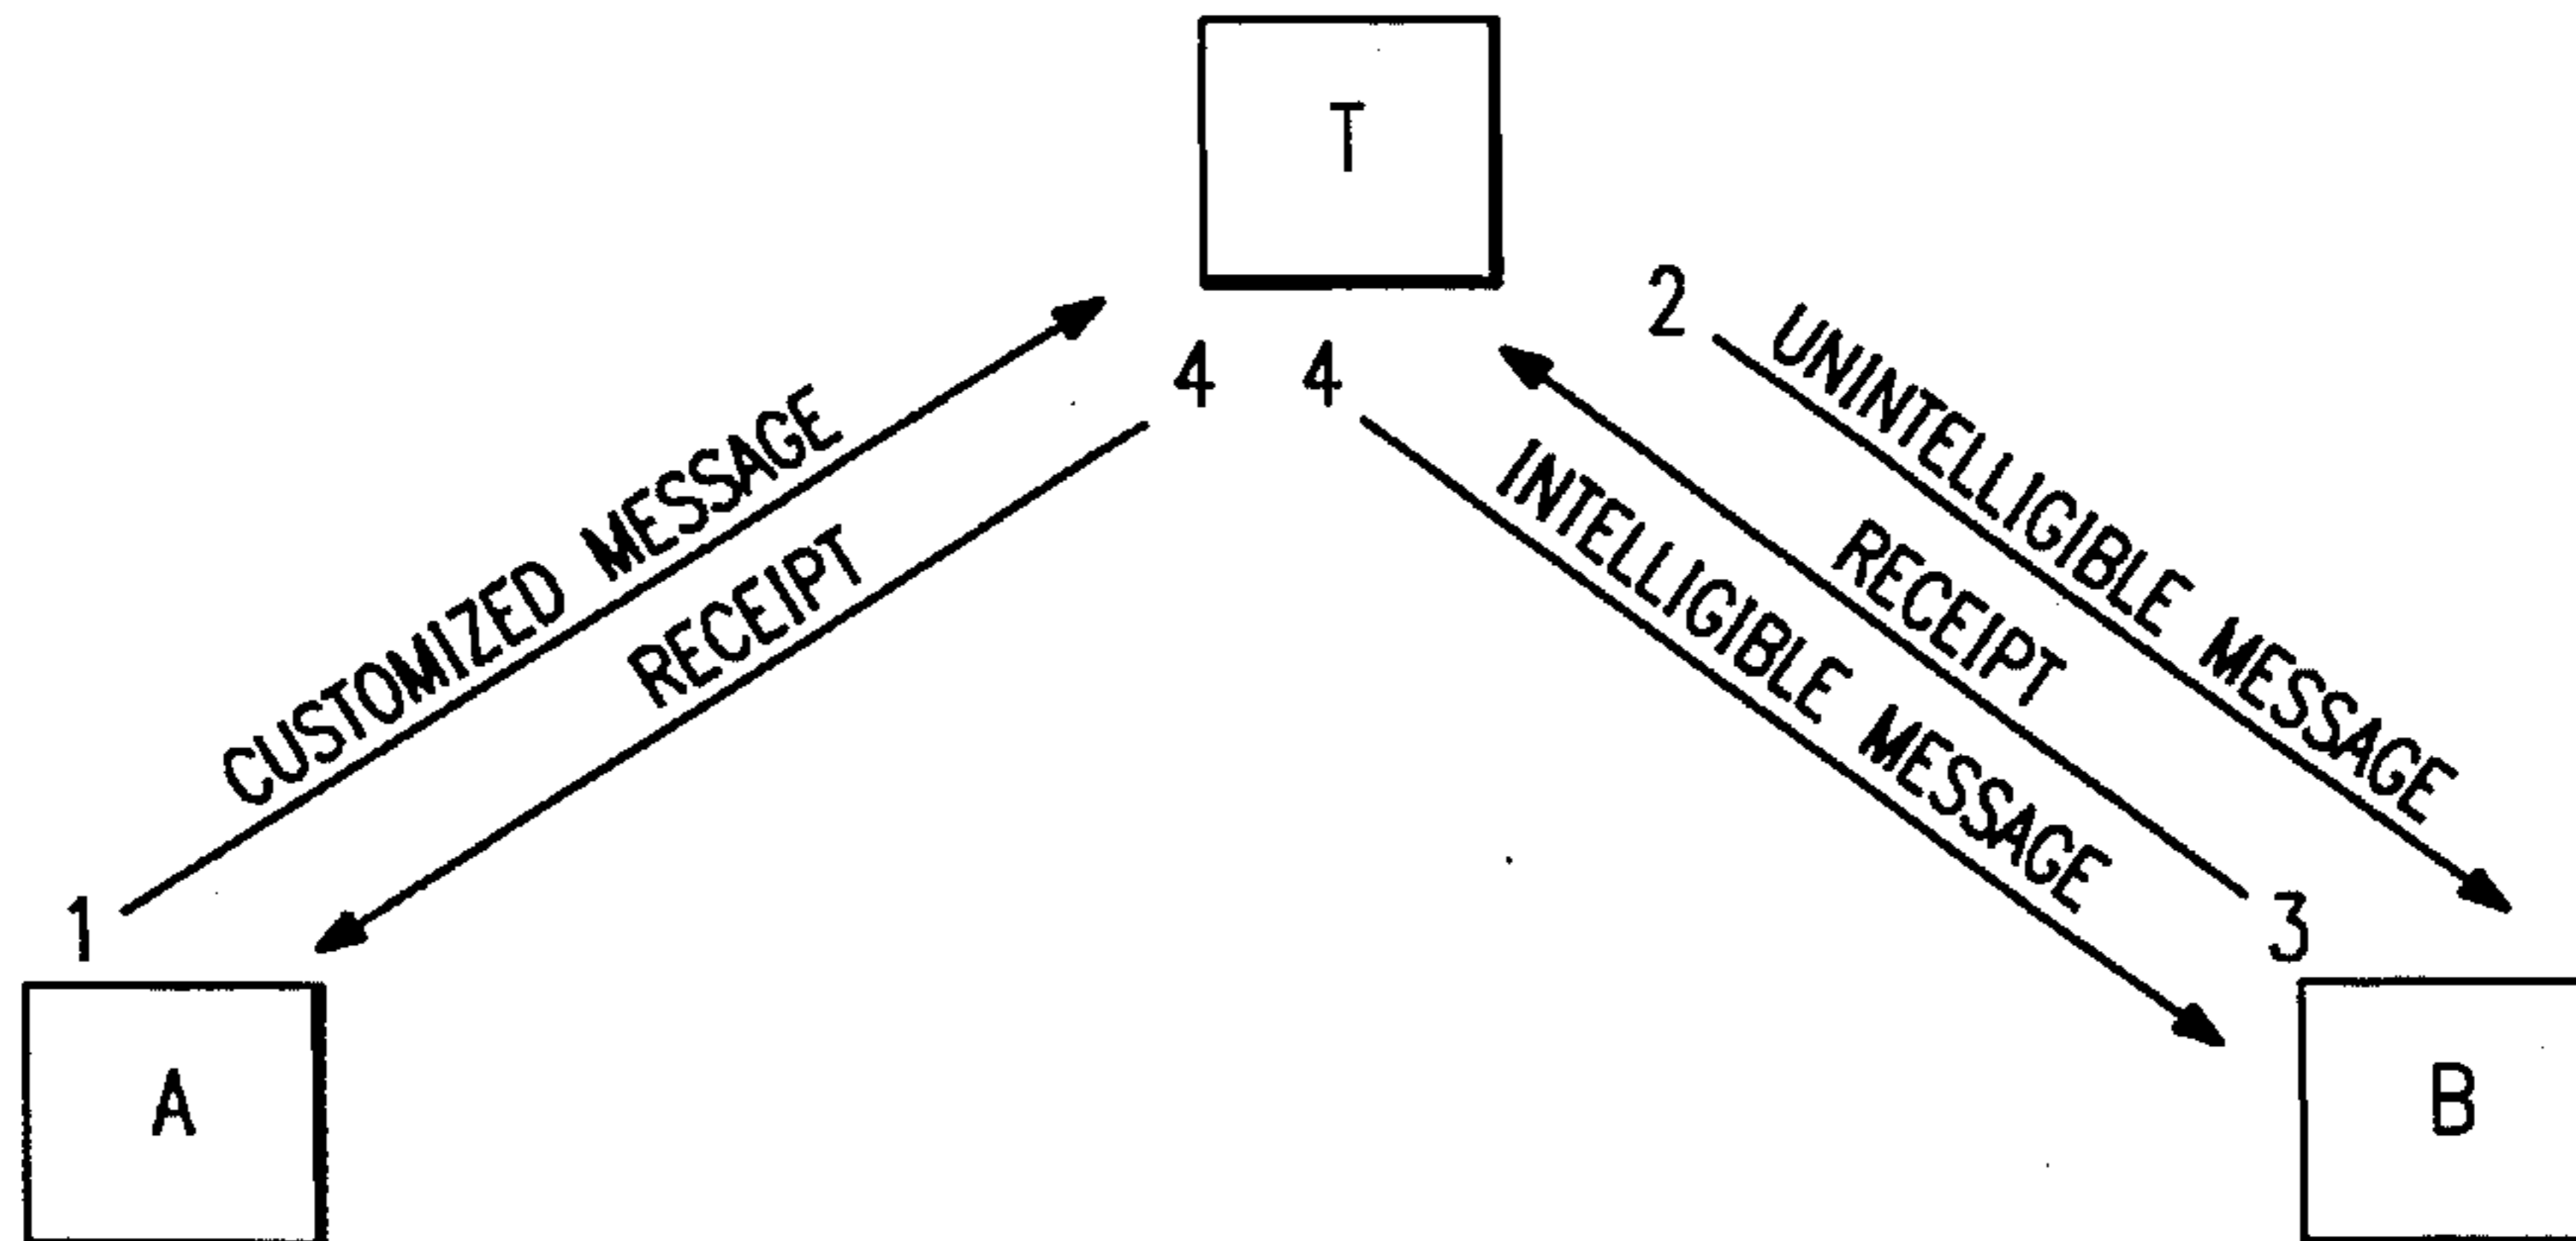 T
2 UNINTELLIGIBLE MESSAGE
4 4
CUSTOMIZED MESSAGE
RECEIPT
INTELLIGIBLE MESSAGE
RECEIPT
1
3
A
B